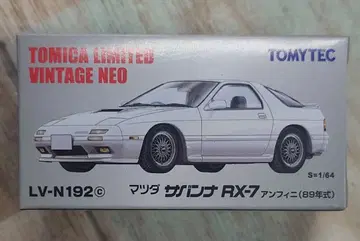 TOMICA LIMITED
VINTAGE NEO
TOMYTEC
S=1/64
LV-N192ⓒ マツダ サバンナ RX-7 アンフィニ(89年式)